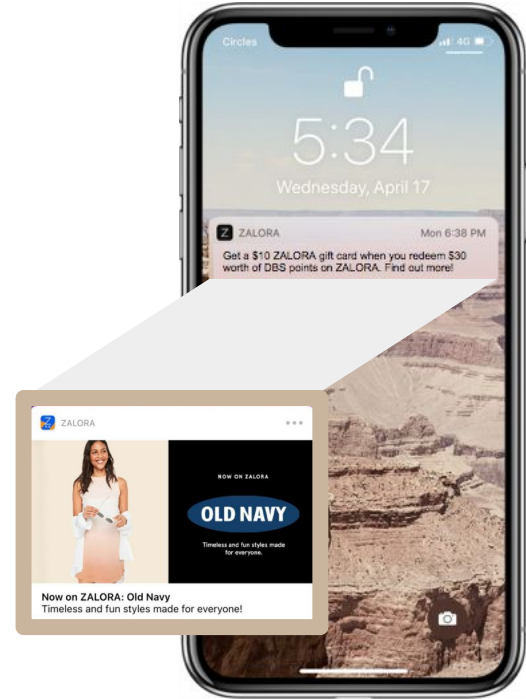 Circles
4G
5:34
Wednesday, April 17
Z ZALORA Mon 6:38 PM
Get a $10 ZALORA gift card when you redeem $30
worth of DBS points on ZALORA. Find out more!
Z ZALORA
NOW ON ZALORA
OLD NAVY
Timeless and fun styles made
for everyone.
Now on ZALORA: Old Navy
Timeless and fun styles made for everyone!